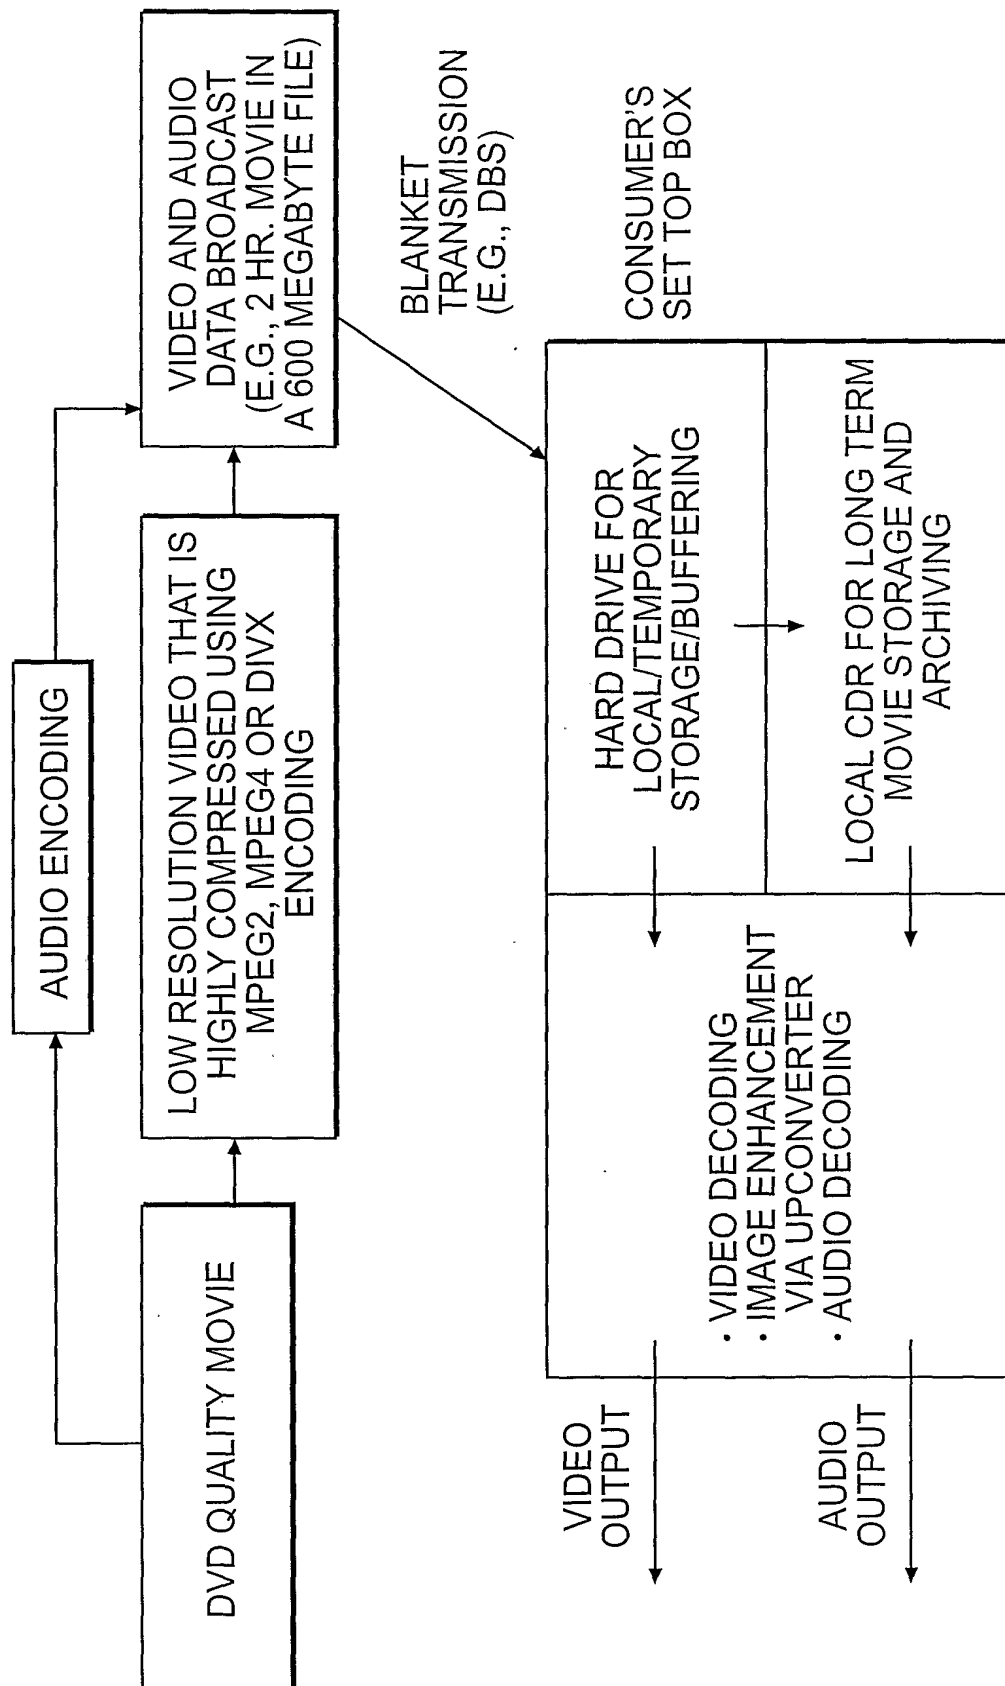 AUDIO ENCODING
DVD QUALITY MOVIE
LOW RESOLUTION VIDEO THAT IS
HIGHLY COMPRESSED USING
MPEG2, MPEG4 OR DIVX
ENCODING
VIDEO AND AUDIO
DATA BROADCAST
(E.G., 2 HR. MOVIE IN
A 600 MEGABYTE FILE)
BLANKET
TRANSMISSION
(E.G., DBS)
CONSUMER'S
SET TOP BOX
VIDEO
OUTPUT
AUDIO
OUTPUT
· VIDEO DECODING
· IMAGE ENHANCEMENT
VIA UPCONVERTER
· AUDIO DECODING
HARD DRIVE FOR
LOCAL/TEMPORARY
STORAGE/BUFFERING
LOCAL CDR FOR LONG TERM
MOVIE STORAGE AND
ARCHIVING